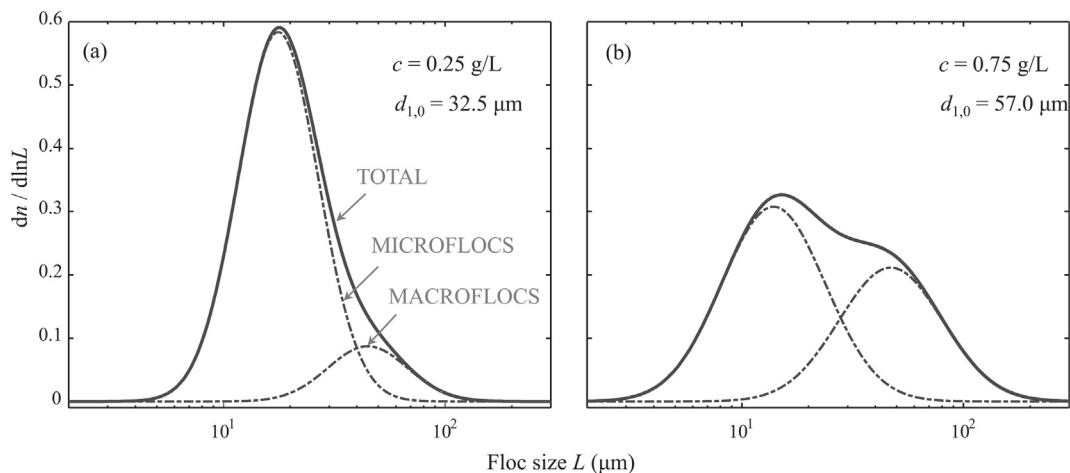 0.6
0.5
0.4
0.3
0.2
0.1
0
dn / dlnL
(a)
c = 0.25 g/L
d1,0 = 32.5 μm
TOTAL
MICROFLOCS
MACROFLOCS
10¹
10²
(b)
c = 0.75 g/L
d1,0 = 57.0 μm
10¹
10²
Floc size L (μm)